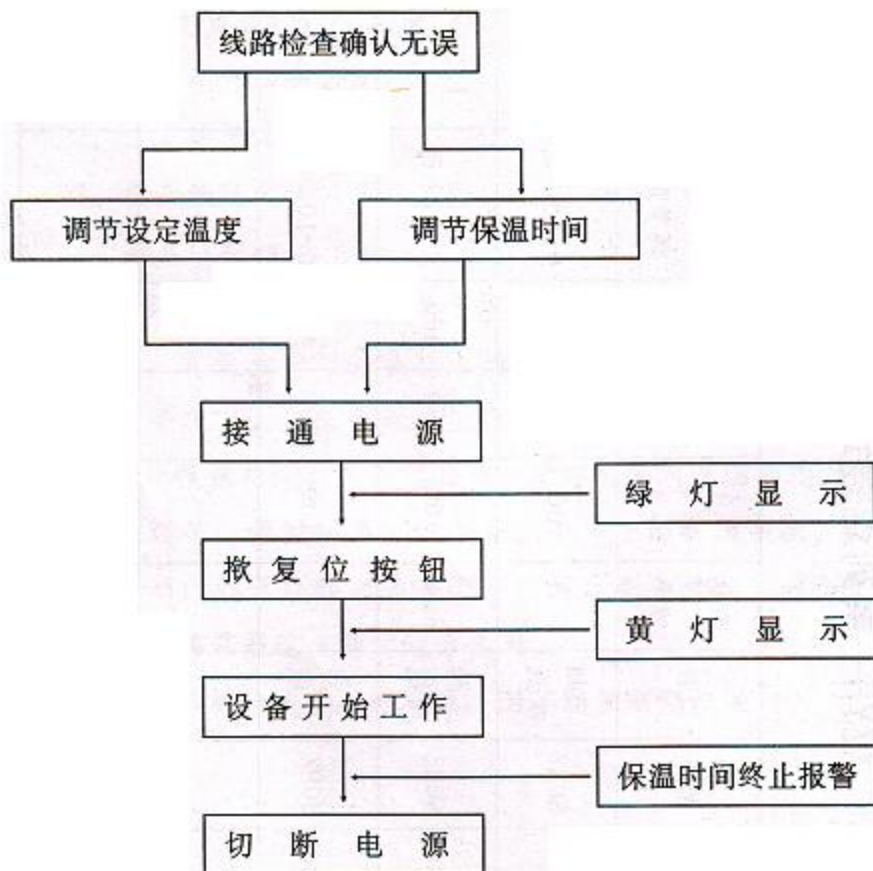 线路检查确认无误
调节设定温度
调节保温时间
接通电源
绿灯显示
揿复位按钮
黄灯显示
设备开始工作
保温时间终止报警
切断电源